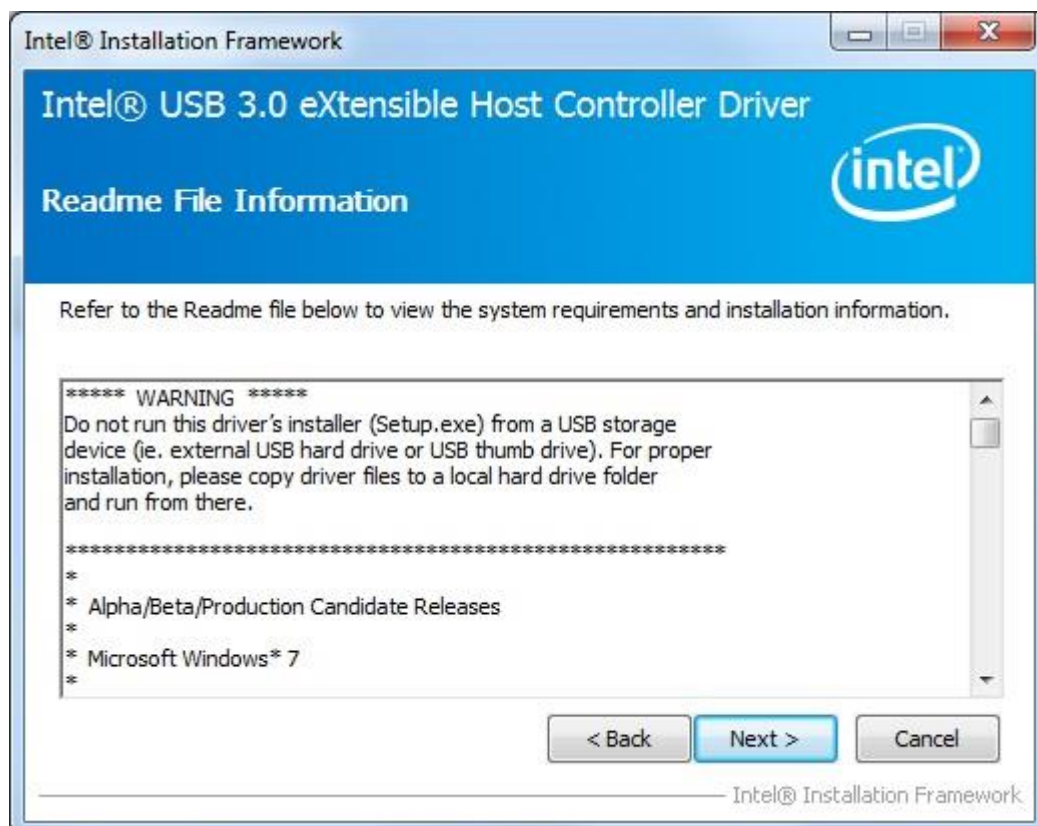 Intel® Installation Framework
Intel® USB 3.0 eXtensible Host Controller Driver
intel
Readme File Information
Refer to the Readme file below to view the system requirements and installation information.
***** WARNING *****
Do not run this driver’s installer (Setup.exe) from a USB storage
device (ie. external USB hard drive or USB thumb drive). For proper
installation, please copy driver files to a local hard drive folder
and run from there.
*******************************************************
*
* Alpha/Beta/Production Candidate Releases
*
* Microsoft Windows* 7
*
< Back
Next >
Cancel
Intel® Installation Framework